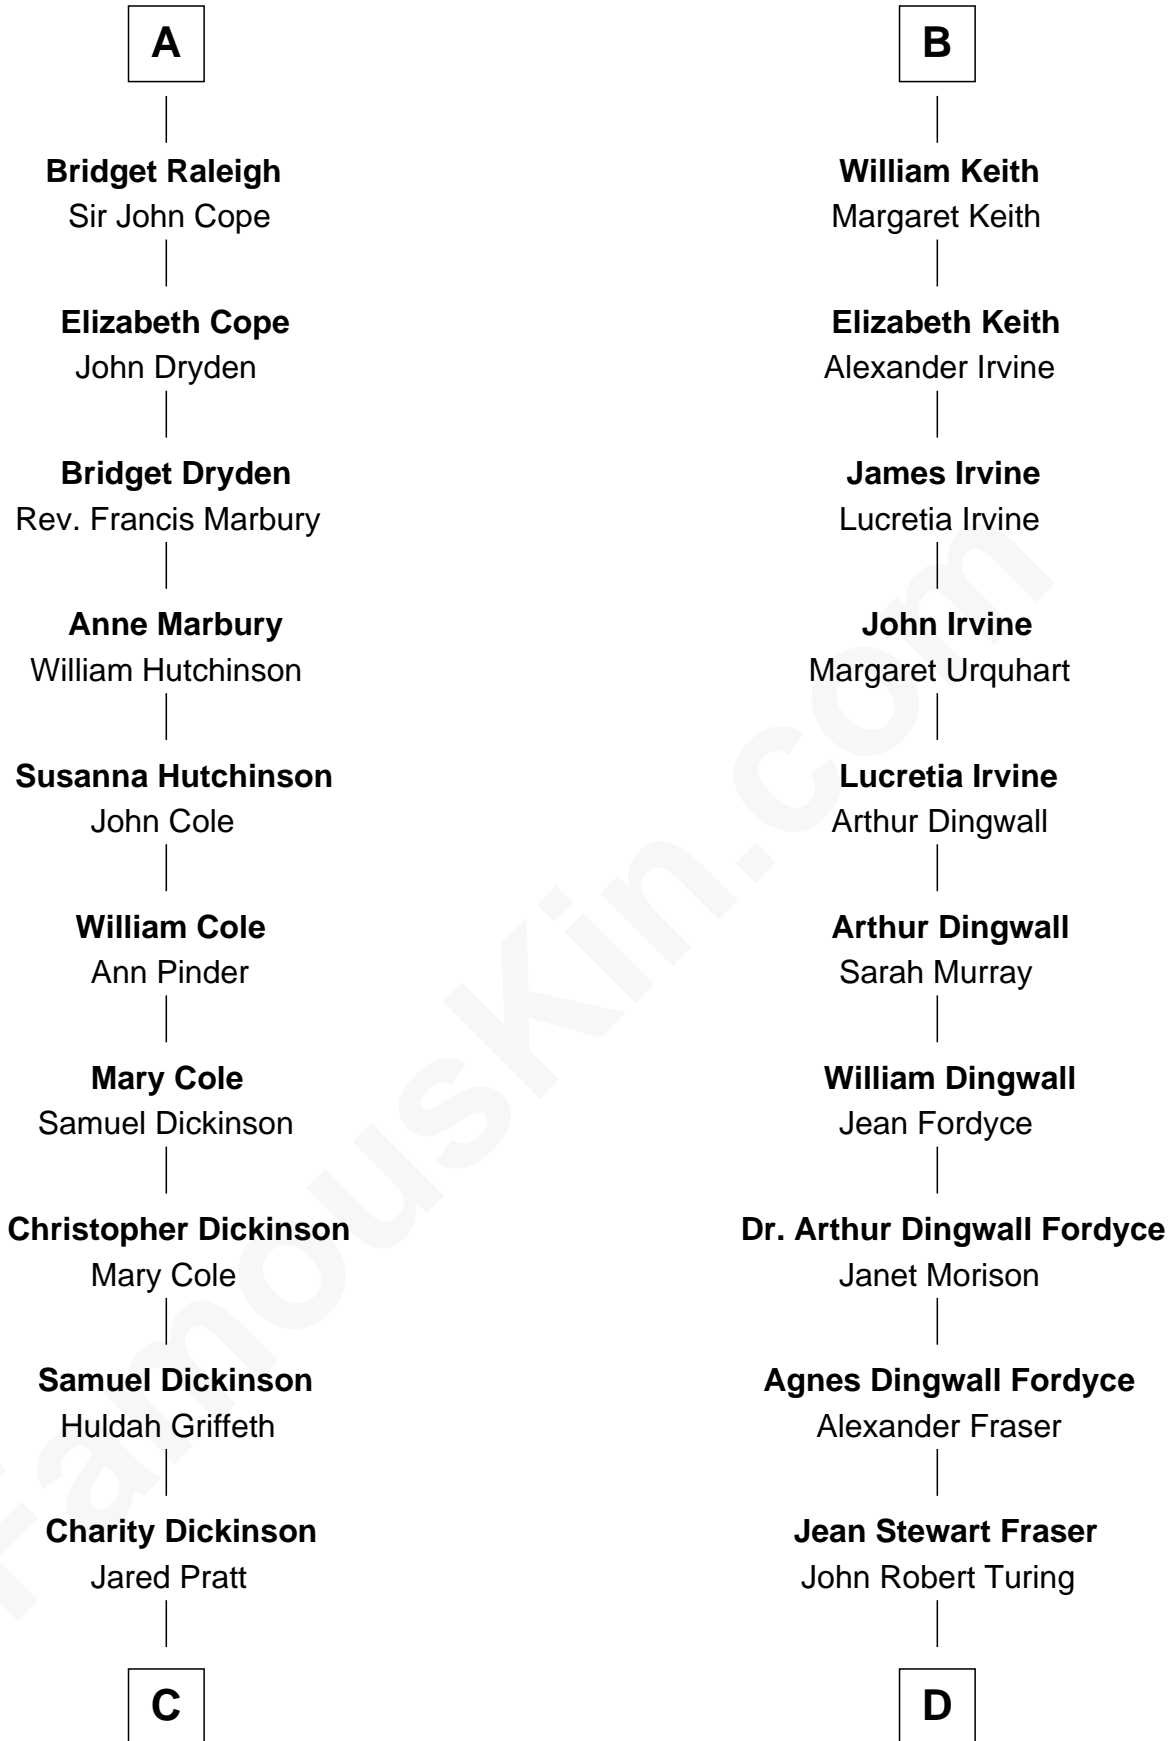 A
Bridget Raleigh
Sir John Cope
Elizabeth Cope
John Dryden
Bridget Dryden
Rev. Francis Marbury
Anne Marbury
William Hutchinson
Susanna Hutchinson
John Cole
William Cole
Ann Pinder
Mary Cole
Samuel Dickinson
Christopher Dickinson
Mary Cole
Samuel Dickinson
Huldah Griffeth
Charity Dickinson
Jared Pratt
C
B
William Keith
Margaret Keith
Elizabeth Keith
Alexander Irvine
James Irvine
Lucretia Irvine
John Irvine
Margaret Urquhart
Lucretia Irvine
Arthur Dingwall
Arthur Dingwall
Sarah Murray
William Dingwall
Jean Fordyce
Dr. Arthur Dingwall Fordyce
Janet Morison
Agnes Dingwall Fordyce
Alexander Fraser
Jean Stewart Fraser
John Robert Turing
D
FamousKin.com